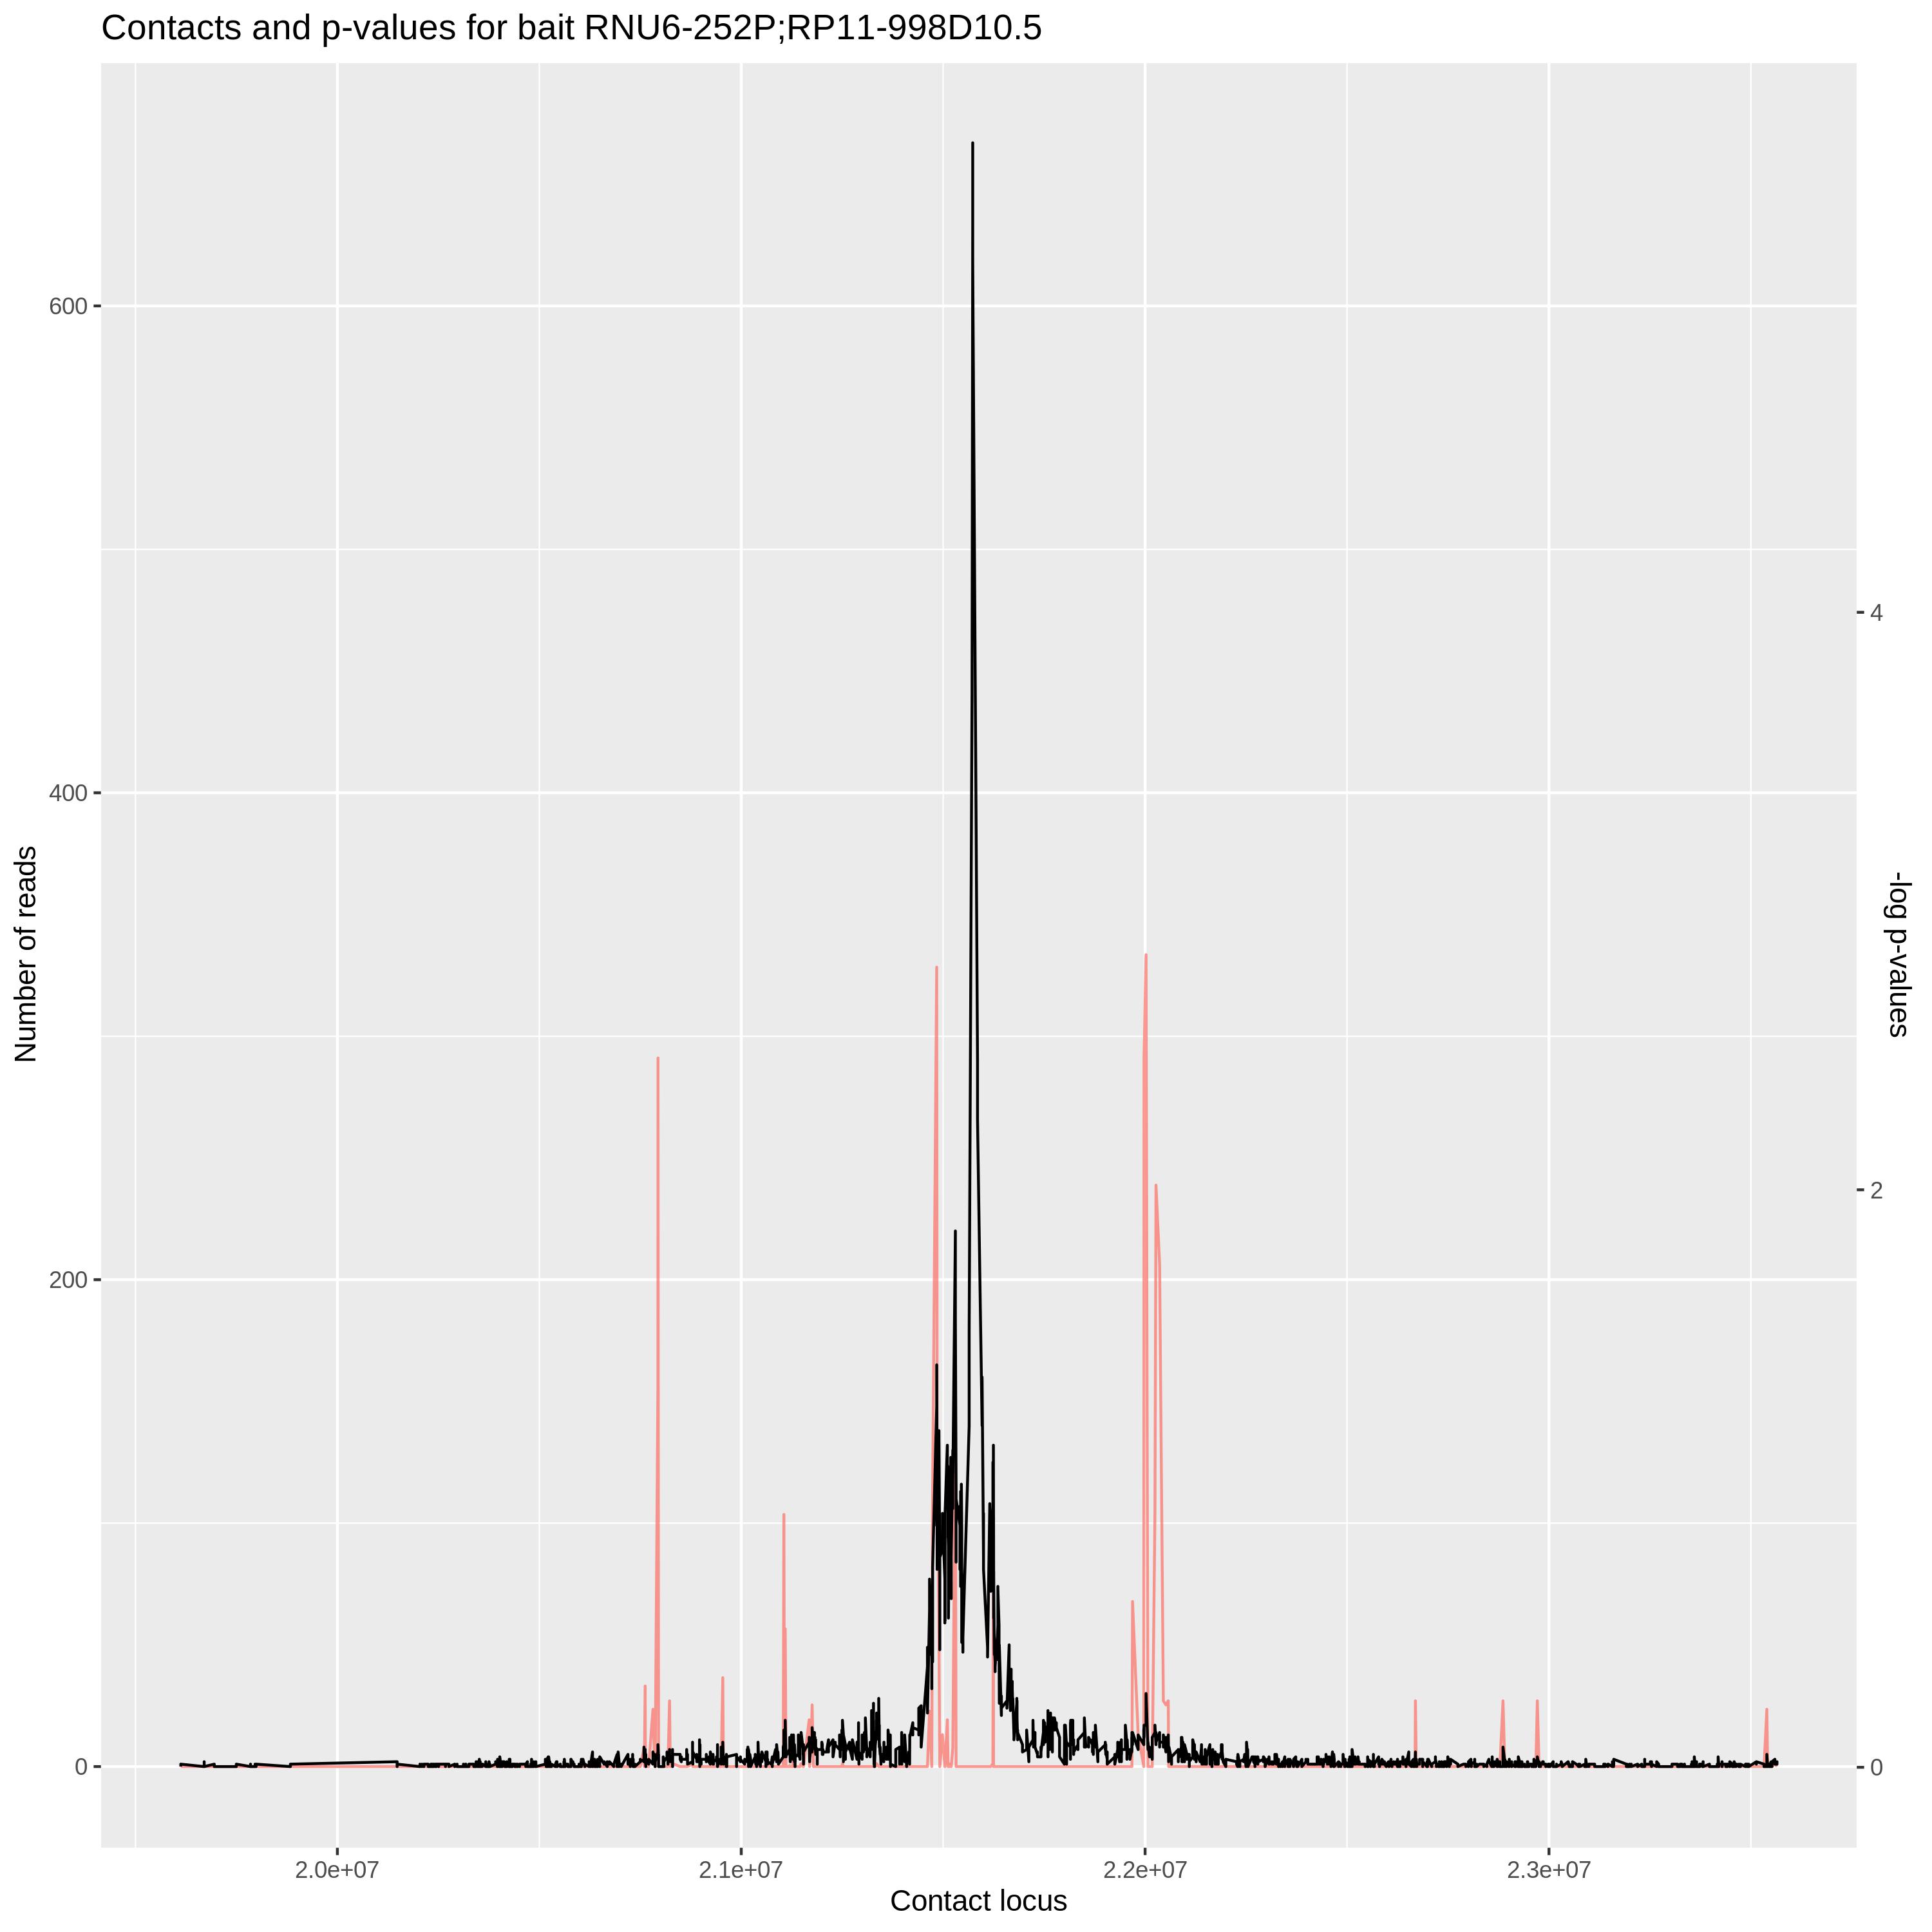 Contacts and p-values for bait RNU6-252P;RP11-998D10.5
600
400
200
0
Number of reads
4
2
0
-log p-values
2.0e+07
2.1e+07
2.2e+07
2.3e+07
Contact locus